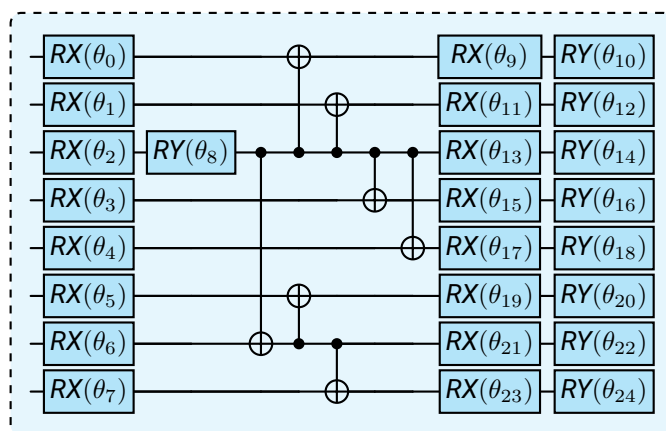 RX(θ₀) RX(θ₉) RY(θ₁₀)
RX(θ₁) RX(θ₁₁) RY(θ₁₂)
RX(θ₂) RY(θ₈) RX(θ₁₃) RY(θ₁₄)
RX(θ₃) RX(θ₁₅) RY(θ₁₆)
RX(θ₄) RX(θ₁₇) RY(θ₁₈)
RX(θ₅) RX(θ₁₉) RY(θ₂₀)
RX(θ₆) RX(θ₂₁) RY(θ₂₂)
RX(θ₇) RX(θ₂₃) RY(θ₂₄)